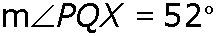 m∠PQX = 52°